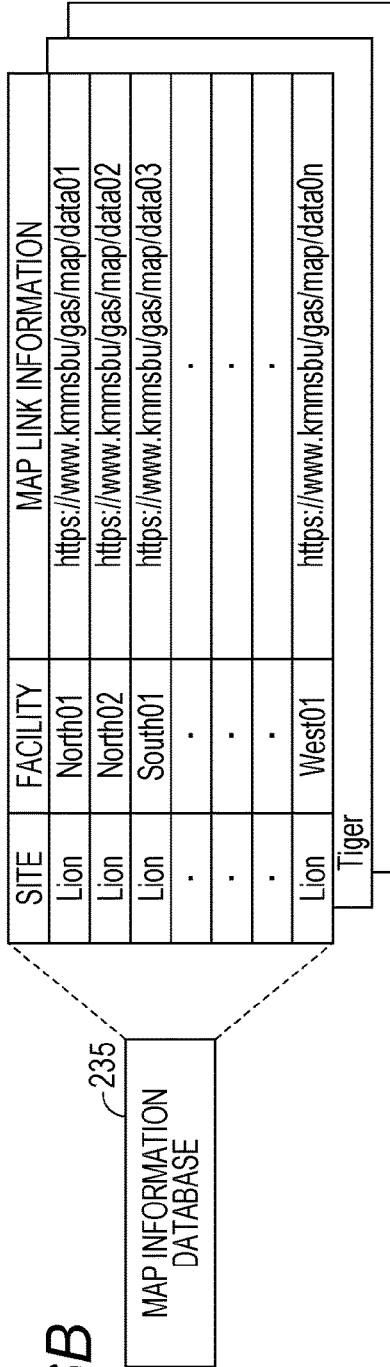 235
MAP INFORMATION
DATABASE
SITE FACILITY MAP LINK INFORMATION
Lion North01 https://www.kmmsbu/gas/map/data01
Lion North02 https://www.kmmsbu/gas/map/data02
Lion South01 https://www.kmmsbu/gas/map/data03
. . .
. . .
. . .
Lion West01 https://www.kmmsbu/gas/map/data0n
Tiger